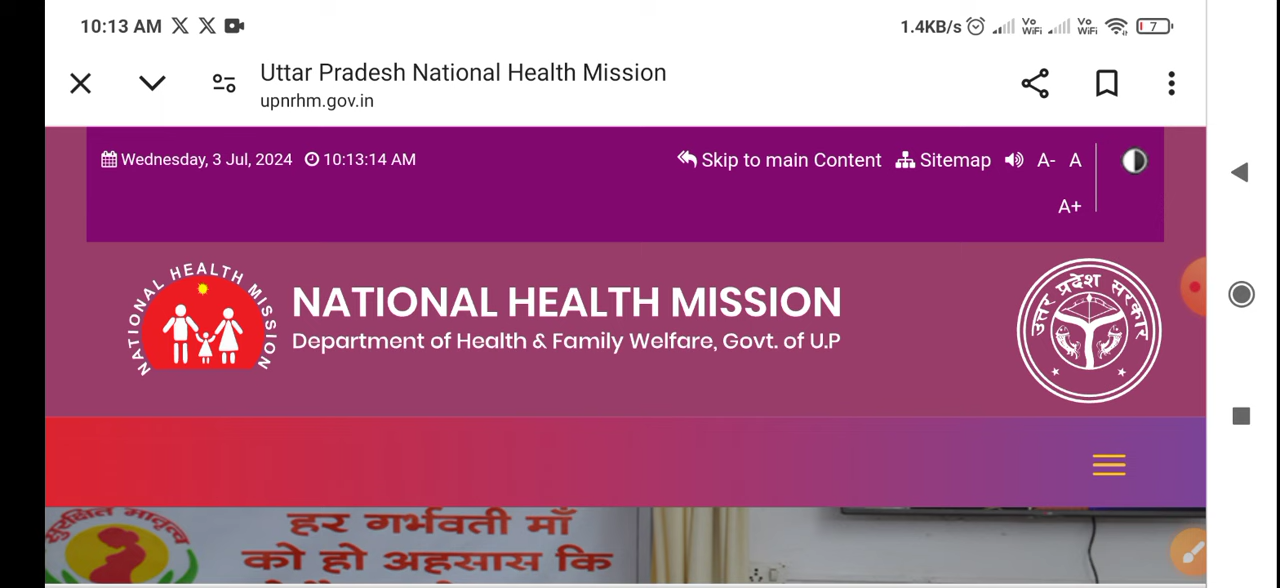 10:13 AM
1.4KB/s Vo WiFi Vo WiFi 7
Uttar Pradesh National Health Mission
upnrhm.gov.in
Wednesday, 3 Jul, 2024 10:13:14 AM
Skip to main Content Sitemap A- A
A+
NATIONAL HEALTH MISSION
NATIONAL HEALTH MISSION
Department of Health & Family Welfare, Govt. of U.P
उत्तर प्रदेश सरकार
सुरक्षित मातृत्व
हर गर्भवती माँ
को हो अहसास कि